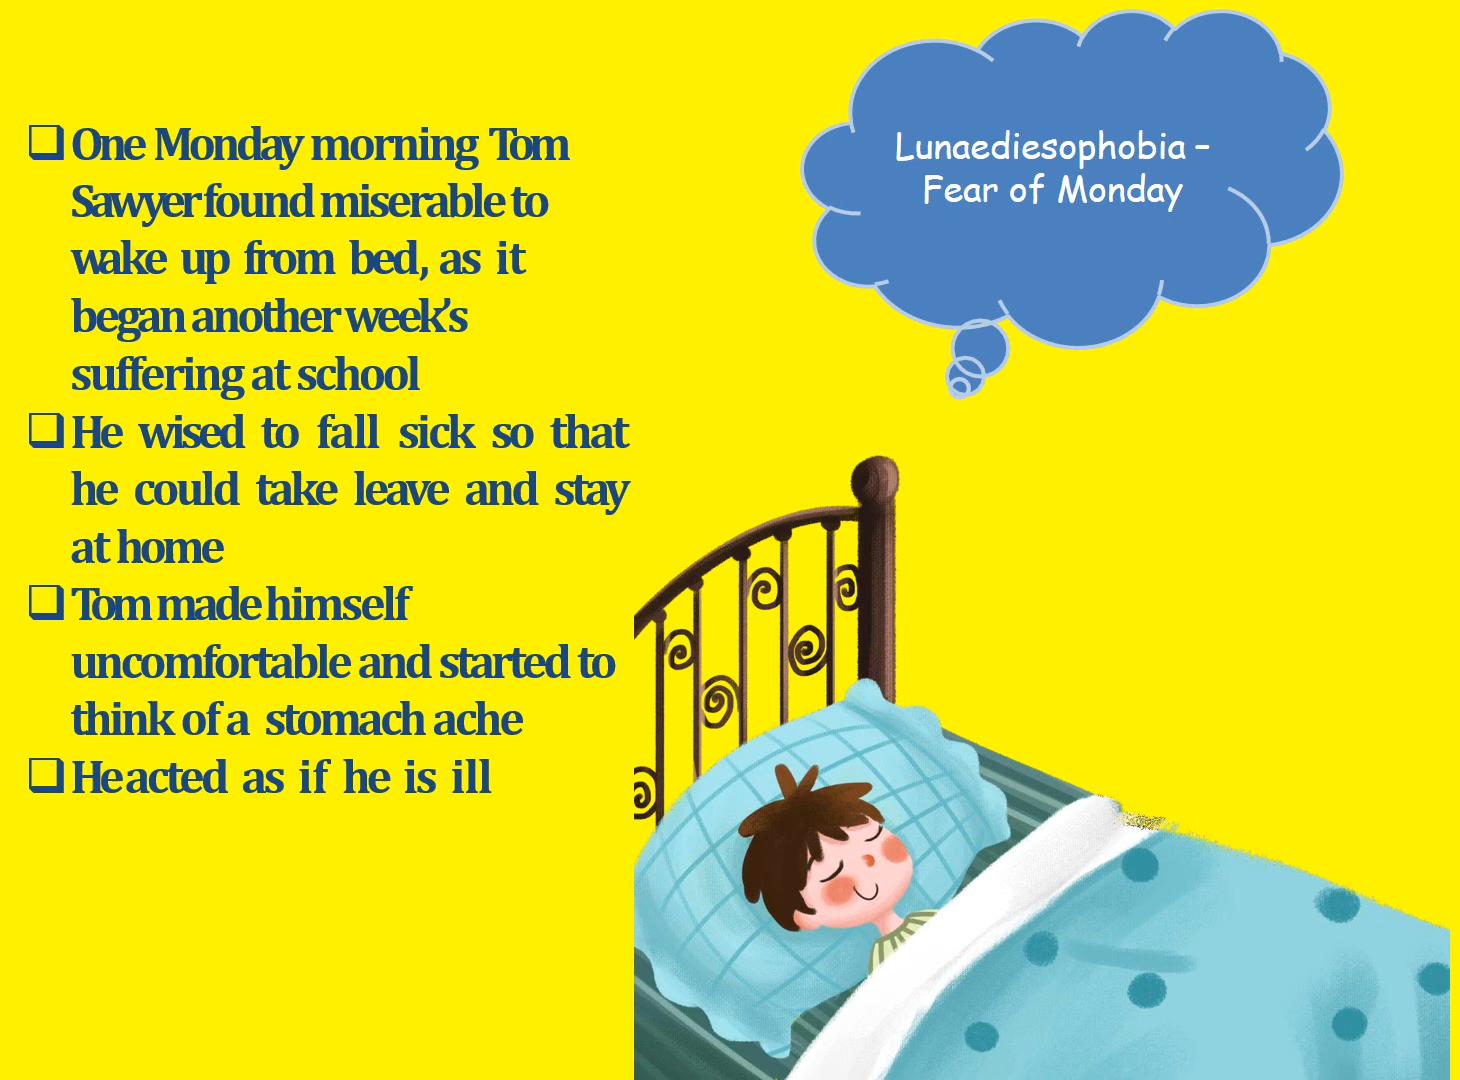 ❑One Monday morning Tom
Sawyer found miserable to
wake up from bed, as it
began another week's
suffering at school
❑He wised to fall sick so that
he could take leave and stay
at home
❑Tom made himself
uncomfortable and started to
think of a stomach ache
❑He acted as if he is ill
Lunaediesophobia –
Fear of Monday